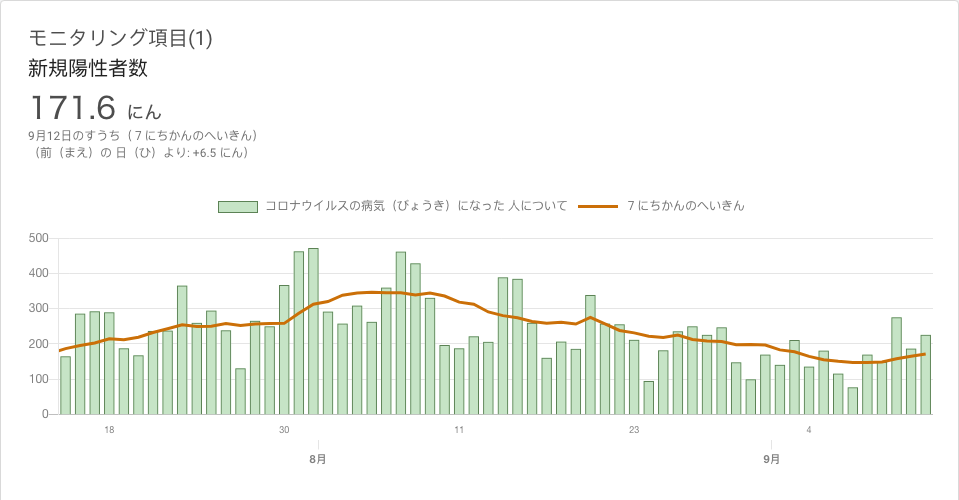 モニタリング項目(1)
新規陽性者数
171.6 にん
9月12日のすうち（７にちかんのへいきん）
（前（まえ）の 日（ひ）より: +6.5 にん）
コロナウイルスの病気（びょうき）になった 人について
７にちかんのへいきん
500
400
300
200
100
0
18
30
11
23
4
8月
9月